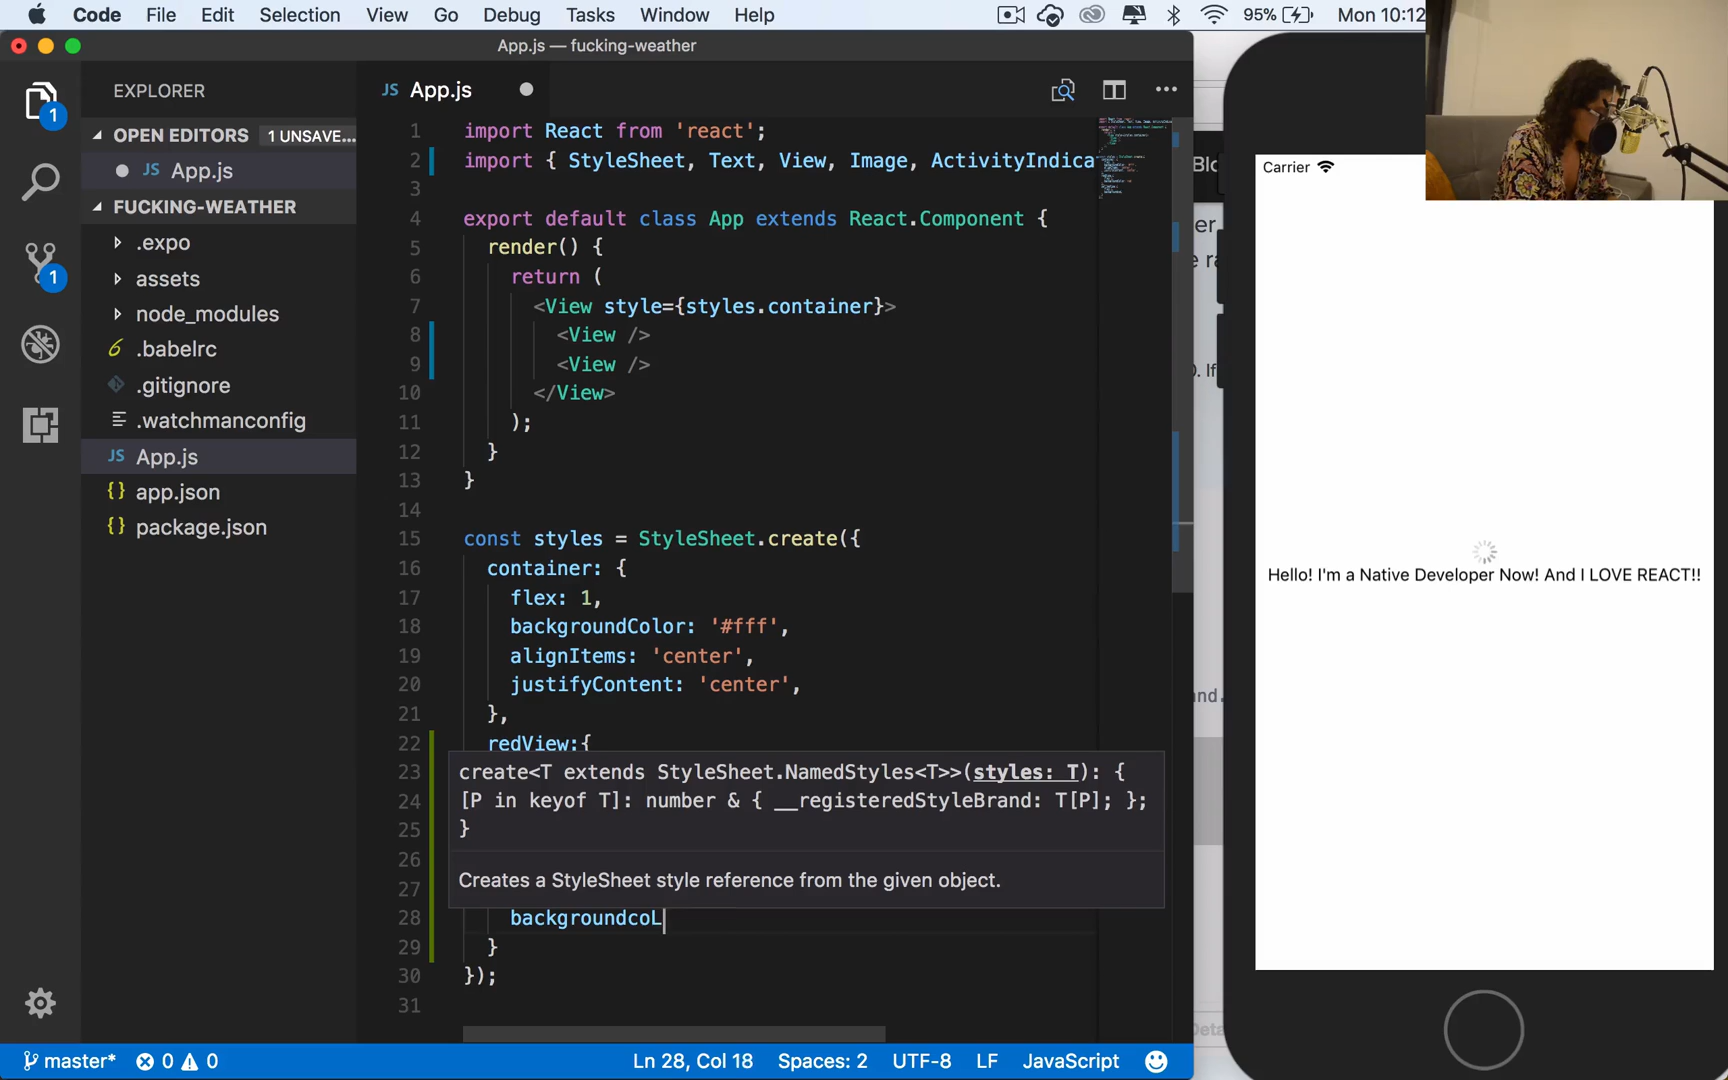 Code File Edit Selection View Go Debug Tasks Window Help 95% Mon 10:12
App.js — fucking-weather
EXPLORER
OPEN EDITORS 1 UNSAVE...
JS App.js
FUCKING-WEATHER
.expo
assets
node_modules
.babelrc
.gitignore
.watchmanconfig
JS App.js
{} app.json
{} package.json
1
1
JS App.js
1 import React from 'react';
2 import { StyleSheet, Text, View, Image, ActivityIndica
3
4 export default class App extends React.Component {
5 render() {
6 return (
7 <View style={styles.container}>
8 <View />
9 <View />
10 </View>
11 );
12 }
13 }
14
15 const styles = StyleSheet.create({
16 container: {
17 flex: 1,
18 backgroundColor: '#fff',
19 alignItems: 'center',
20 justifyContent: 'center',
21 },
22 redView:{
23
24
25
26
27
28 backgroundcoL
29 }
30 });
31
create<T extends StyleSheet.NamedStyles<T>>(styles: T): {
[P in keyof T]: number & { __registeredStyleBrand: T[P]; };
}
Creates a StyleSheet style reference from the given object.
master* 0 0 Ln 28, Col 18 Spaces: 2 UTF-8 LF JavaScript
Carrier
Hello! I'm a Native Developer Now! And I LOVE REACT!!